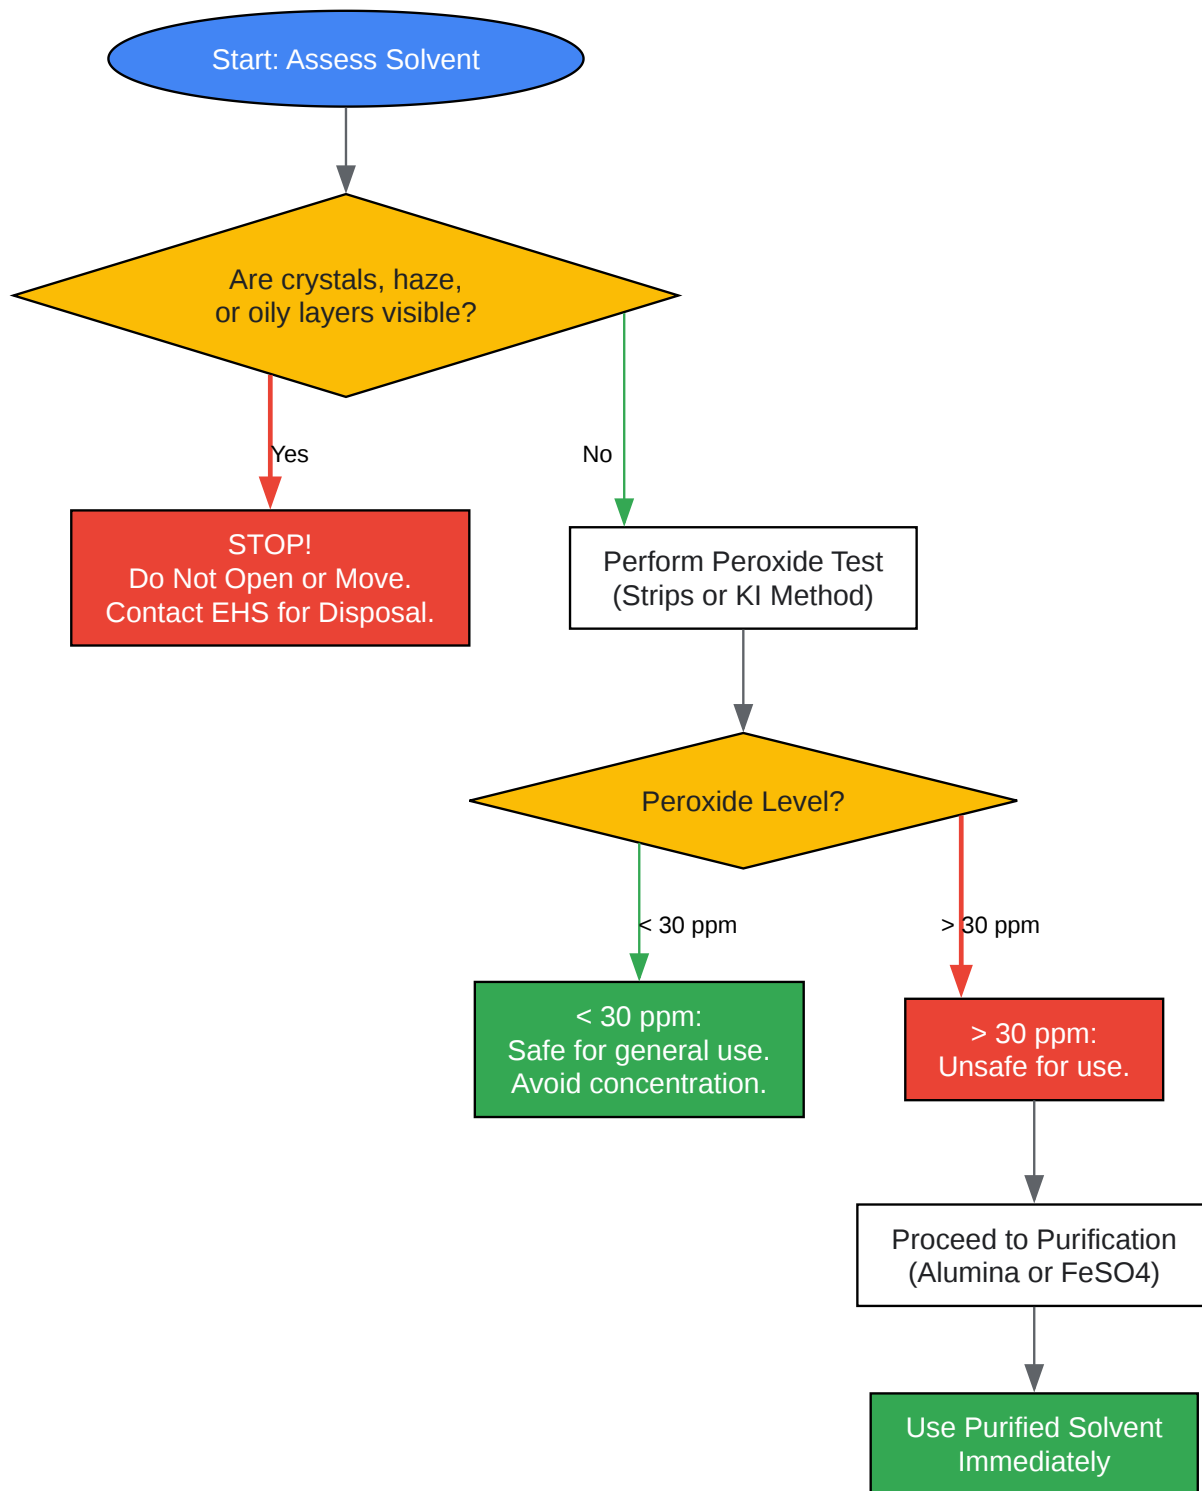 Start: Assess Solvent
Are crystals, haze,
or oily layers visible?
Yes
No
STOP!
Do Not Open or Move.
Contact EHS for Disposal.
Perform Peroxide Test
(Strips or KI Method)
Peroxide Level?
< 30 ppm
> 30 ppm
< 30 ppm:
Safe for general use.
Avoid concentration.
> 30 ppm:
Unsafe for use.
Proceed to Purification
(Alumina or FeSO4)
Use Purified Solvent
Immediately